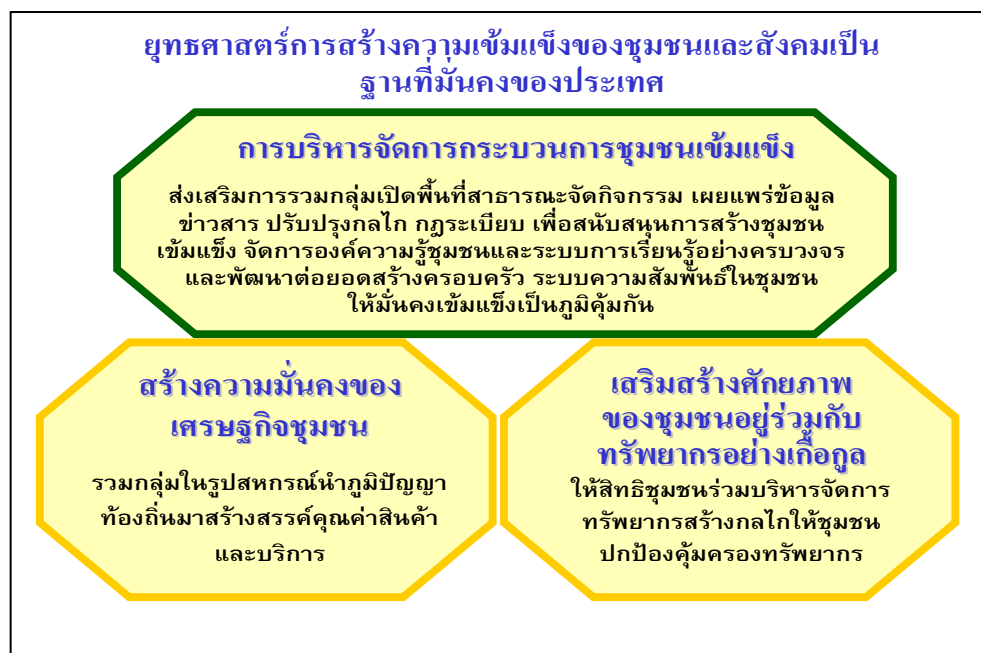 ยุทธศาสตร์การสร้างความเข้มแข็งของชุมชนและสังคมเป็น
ฐานที่มั่นคงของประเทศ
การบริหารจัดการกระบวนการชุมชนเข้มแข็ง
ส่งเสริมการรวมกลุ่มเปิดพื้นที่สาธารณะจัดกิจกรรม เผยแพร่ข้อมูล
ข่าวสาร ปรับปรุงกลไก กฎระเบียบ เพื่อสนับสนุนการสร้างชุมชน
เข้มแข็ง จัดการองค์ความรู้ชุมชนและระบบการเรียนรู้อย่างครบวงจร
และพัฒนาต่อยอดสร้างครอบครัว ระบบความสัมพันธ์ในชุมชน
ให้มั่นคงเข้มแข็งเป็นภูมิคุ้มกัน
สร้างความมั่นคงของ
เศรษฐกิจชุมชน
รวมกลุ่มในรูปสหกรณ์นำภูมิปัญญา
ท้องถิ่นมาสร้างสรรค์คุณค่าสินค้า
และบริการ
เสริมสร้างศักยภาพ
ของชุมชนอยู่ร่วมกับ
ทรัพยากรอย่างเกื้อกูล
ให้สิทธิชุมชนร่วมบริหารจัดการ
ทรัพยากรสร้างกลไกให้ชุมชน
ปกป้องคุ้มครองทรัพยากร